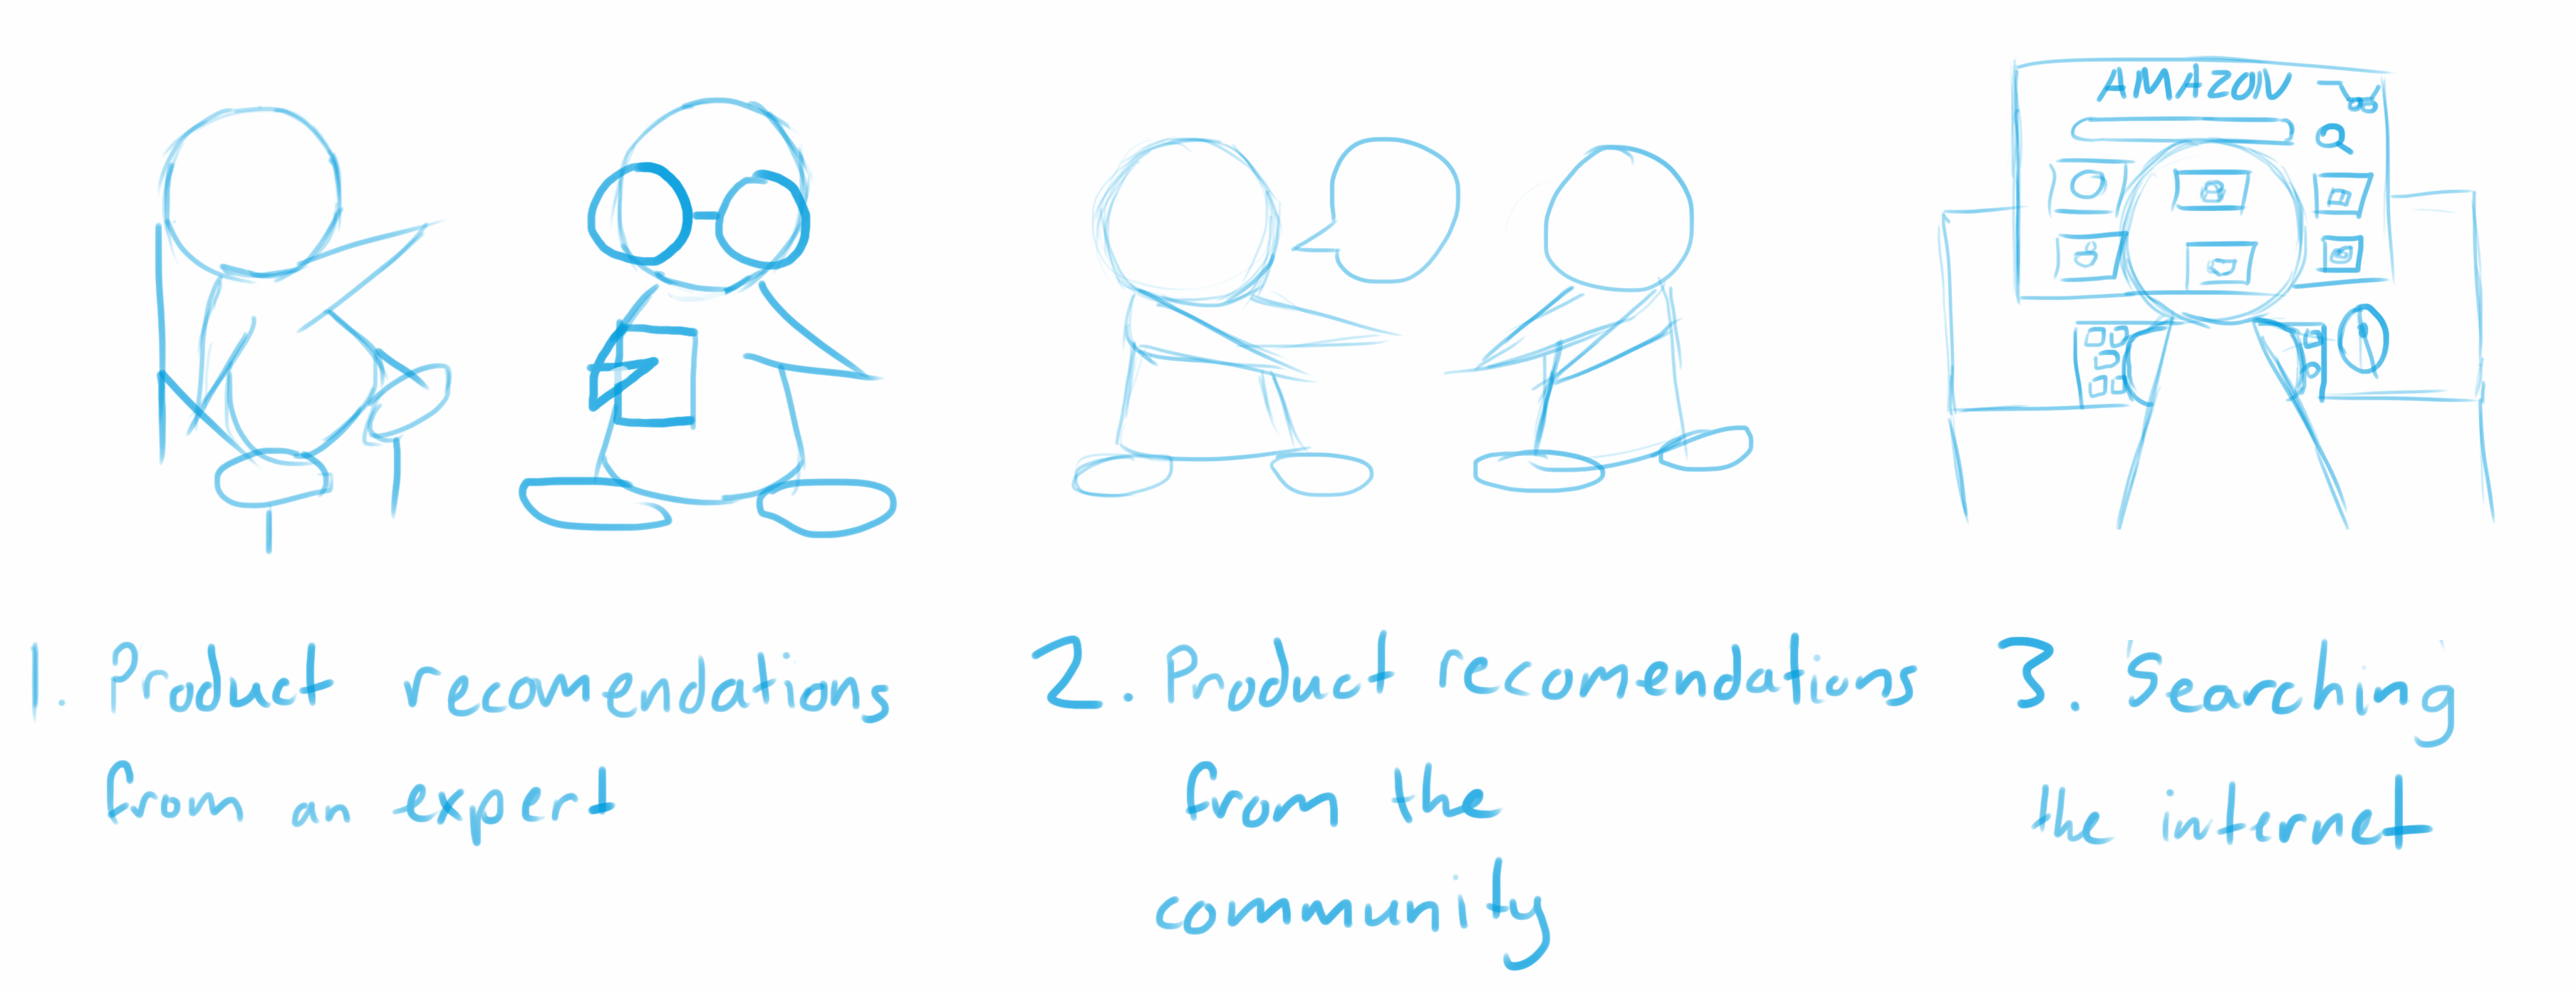 AMAZON
1. Product recomendations
from an expert
2. Product recomendations
from the
community
3. Searching
the internet